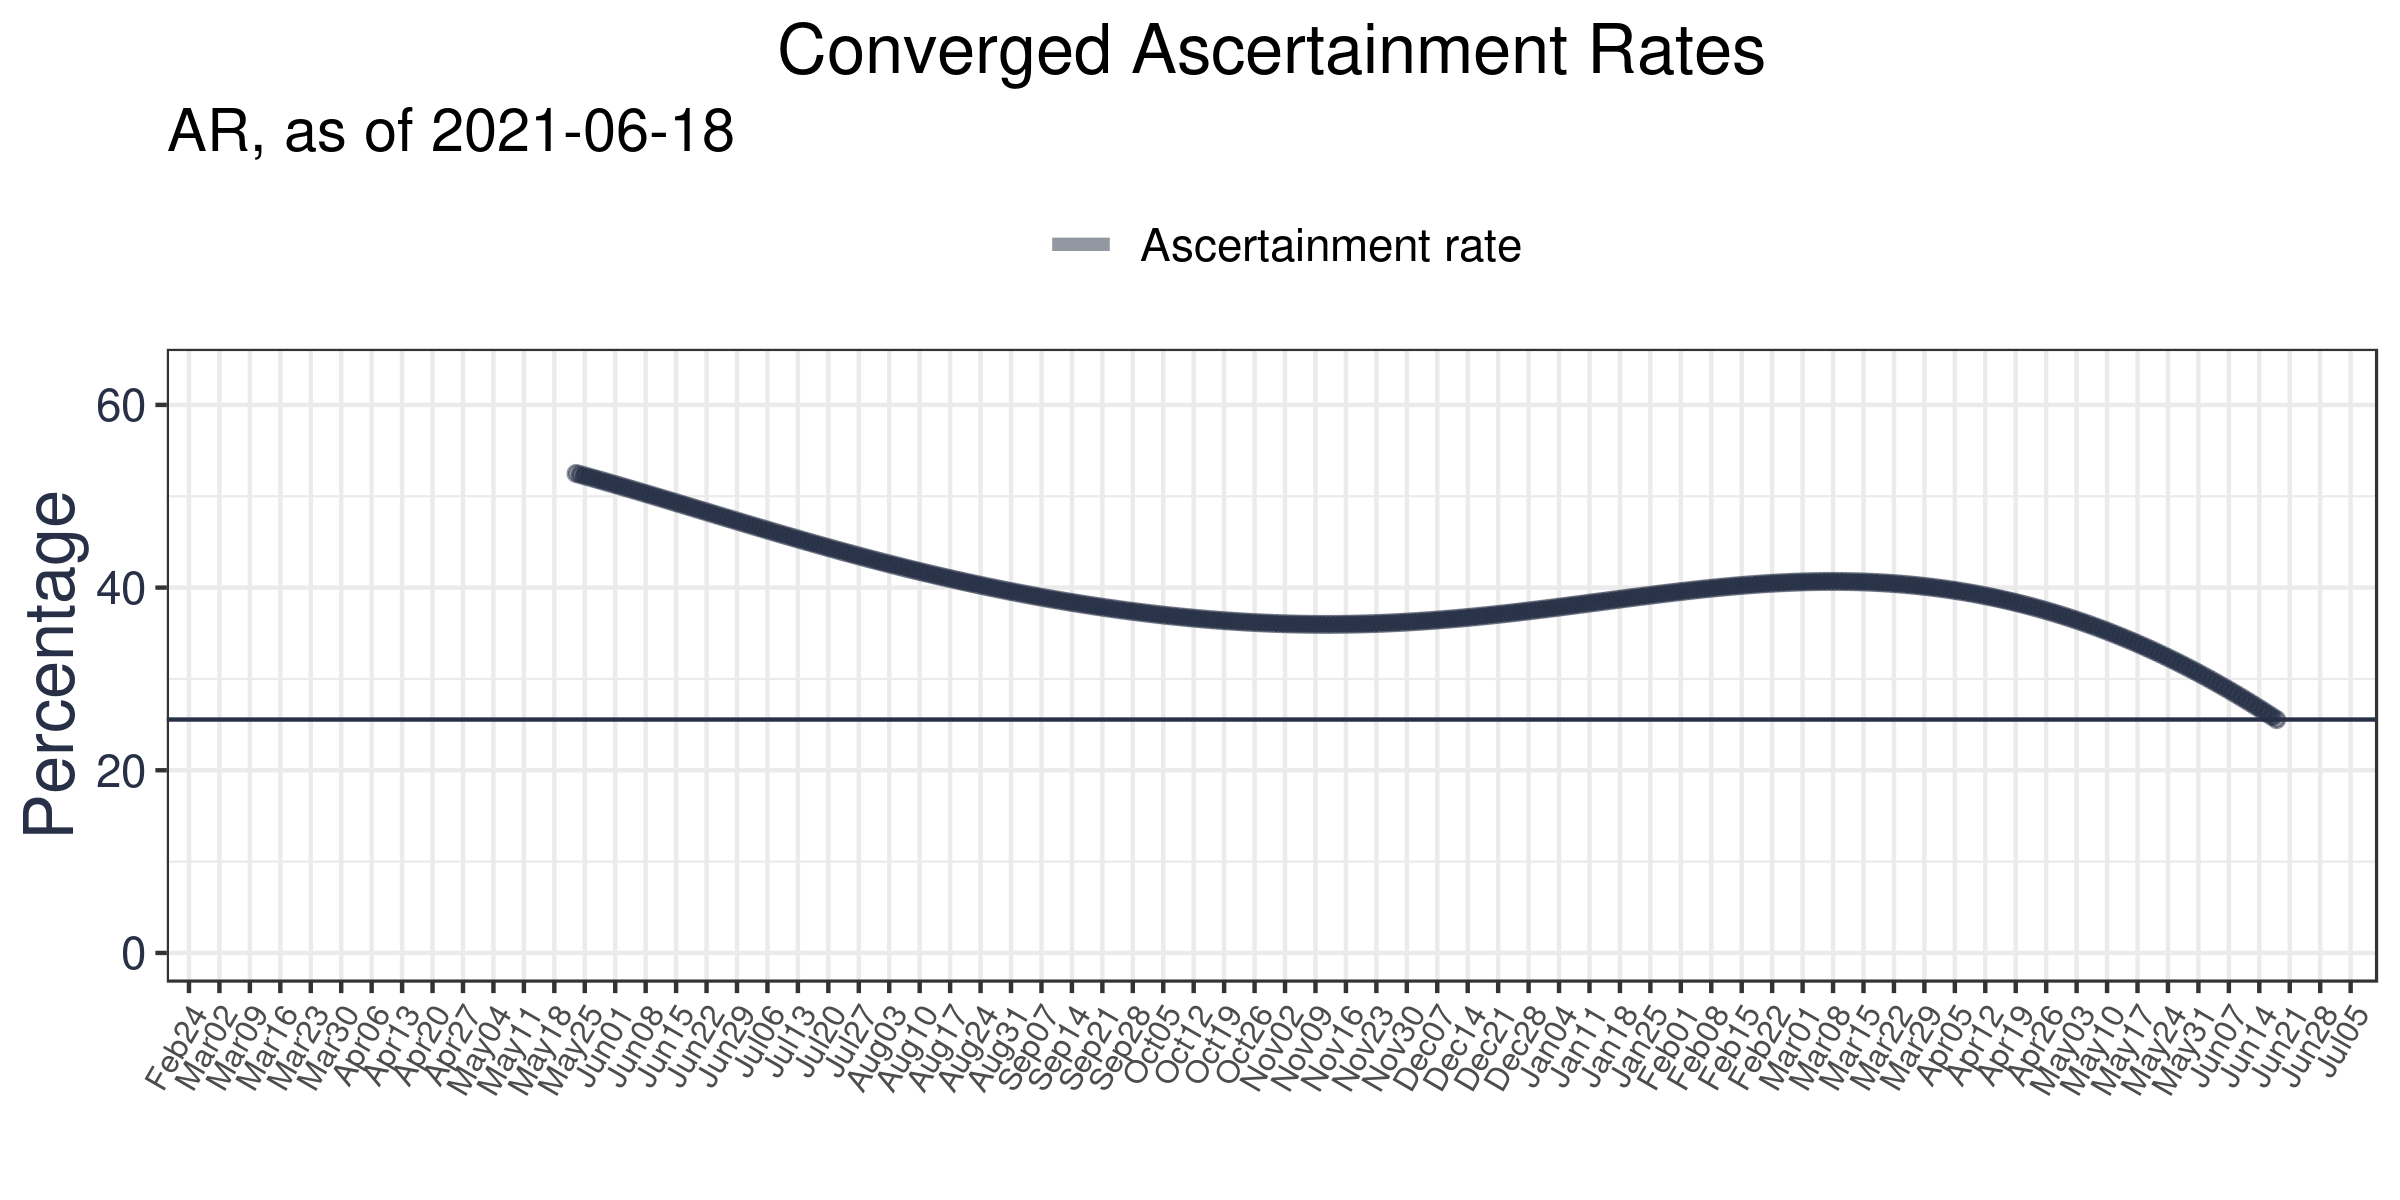 Converged Ascertainment Rates
AR, as of 2021-06-18
Ascertainment rate
Percentage
60
40
20
0
Feb24
Mar02
Mar09
Mar16
Mar23
Mar30
Apr06
Apr13
Apr20
Apr27
May04
May11
May18
May25
Jun01
Jun08
Jun15
Jun22
Jun29
Jul06
Jul13
Jul20
Jul27
Aug03
Aug10
Aug17
Aug24
Aug31
Sep07
Sep14
Sep21
Sep28
Oct05
Oct12
Oct19
Oct26
Nov02
Nov09
Nov16
Nov23
Nov30
Dec07
Dec14
Dec21
Dec28
Jan04
Jan11
Jan18
Jan25
Feb01
Feb08
Feb15
Feb22
Mar01
Mar08
Mar15
Mar22
Mar29
Apr05
Apr12
Apr19
Apr26
May03
May10
May17
May24
May31
Jun07
Jun14
Jun21
Jun28
Jul05